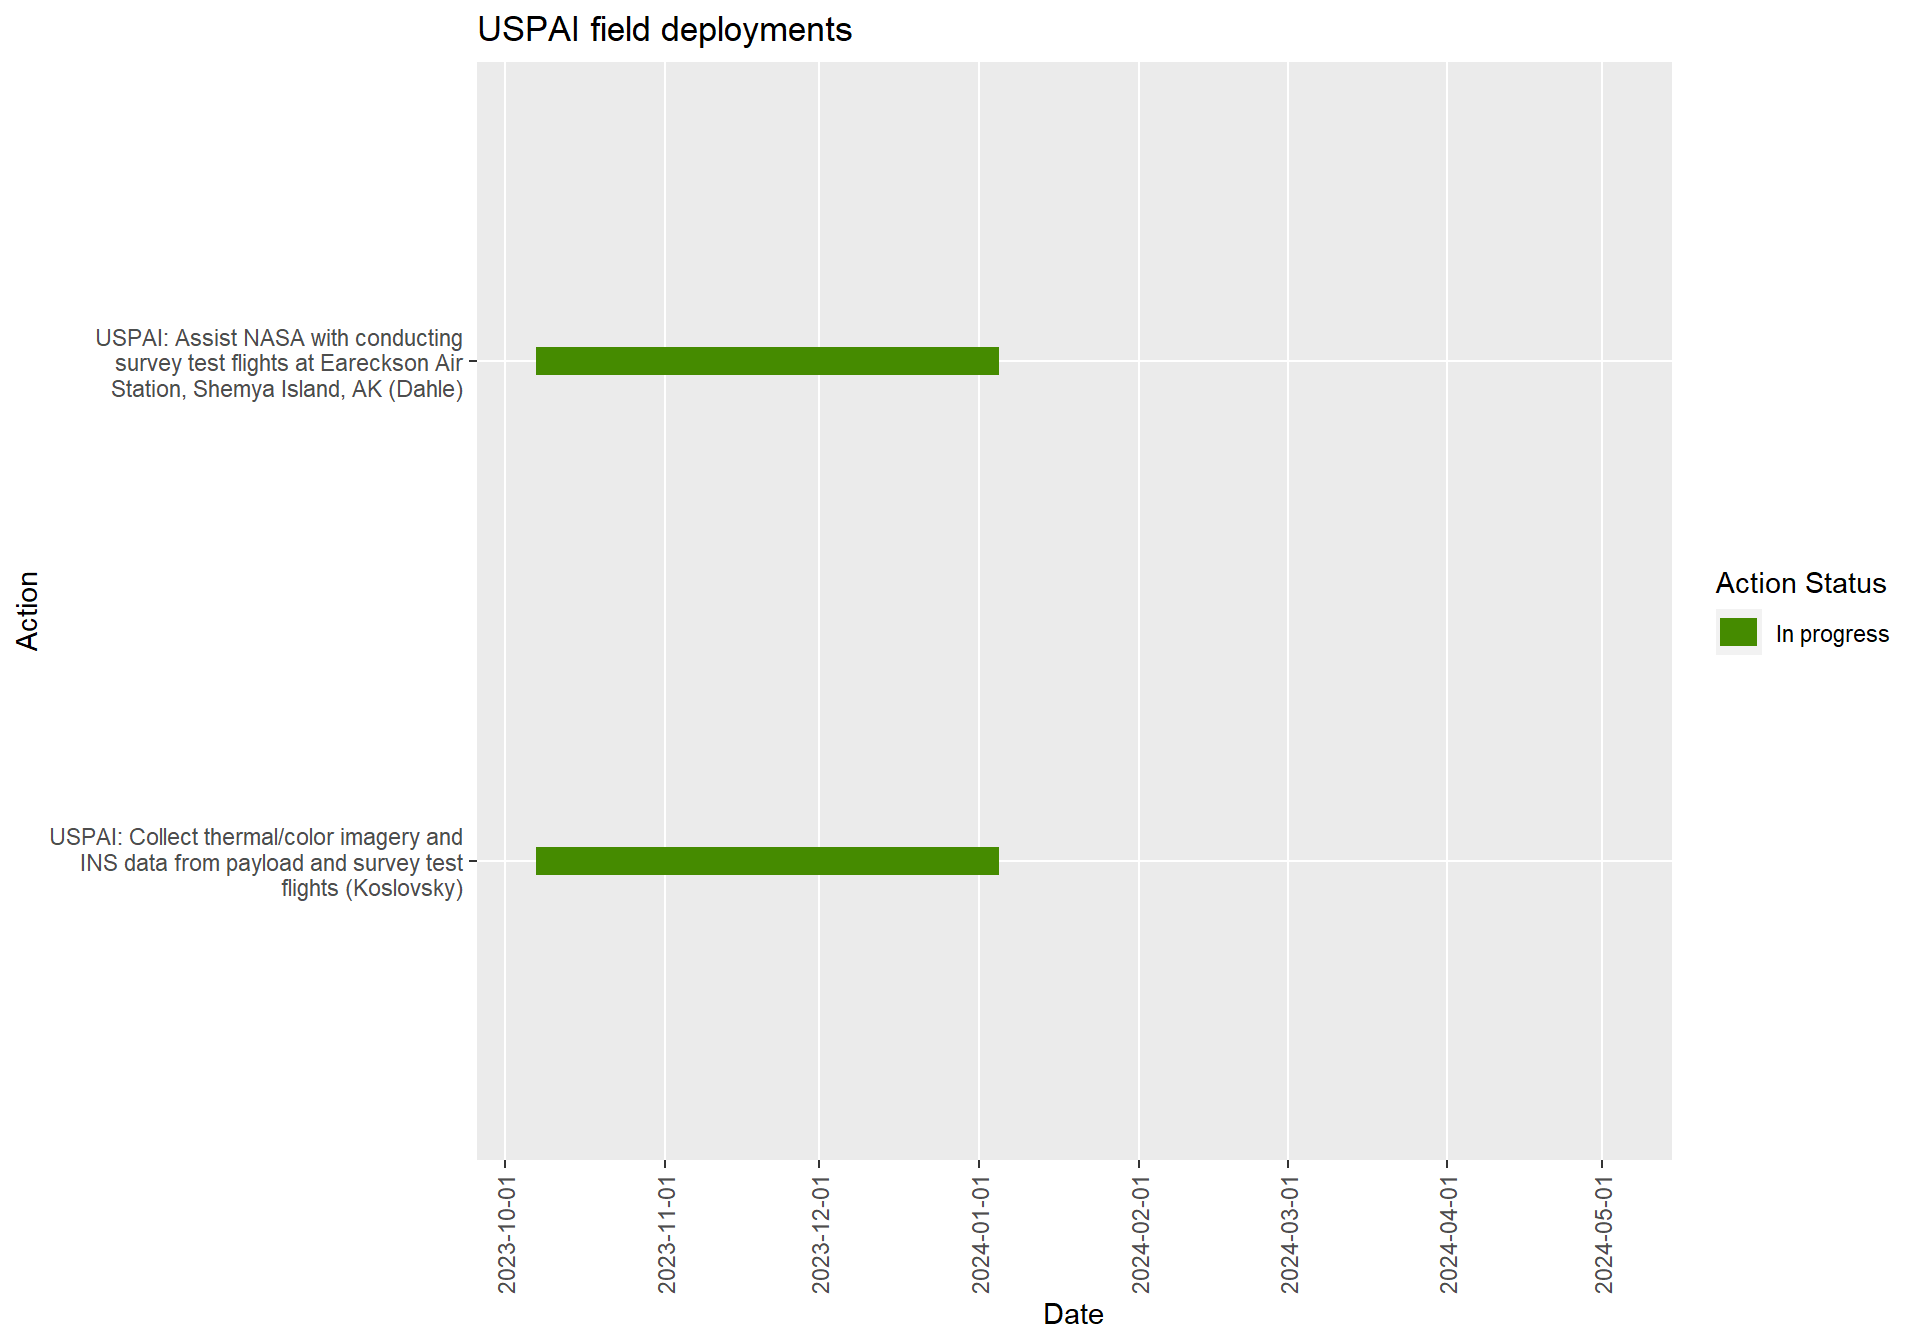 USPAI field deployments
USPAI: Assist NASA with conducting
survey test flights at Eareckson Air
Station, Shemya Island, AK (Dahle)
Action
USPAI: Collect thermal/color imagery and
INS data from payload and survey test
flights (Koslovsky)
2023-10-01
2023-11-01
2023-12-01
2024-01-01
2024-02-01
2024-03-01
2024-04-01
2024-05-01
Date
Action Status
In progress